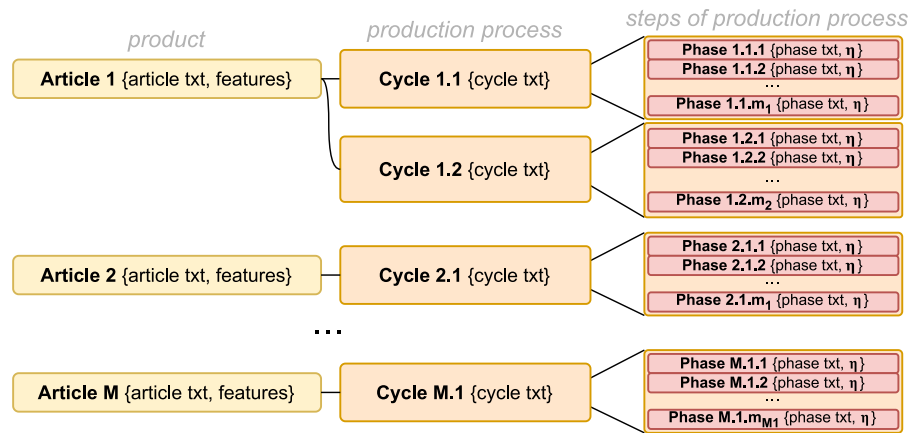 product
production process
steps of production process
Article 1 {article txt, features}
Cycle 1.1 {cycle txt}
Phase 1.1.1 {phase txt, η}
Phase 1.1.2 {phase txt, η}
...
Phase 1.1.m₁ {phase txt, η}
Cycle 1.2 {cycle txt}
Phase 1.2.1 {phase txt, η}
Phase 1.2.2 {phase txt, η}
...
Phase 1.2.m₂ {phase txt, η}
Article 2 {article txt, features}
Cycle 2.1 {cycle txt}
Phase 2.1.1 {phase txt, η}
Phase 2.1.2 {phase txt, η}
...
Phase 2.1.m₁ {phase txt, η}
...
Article M {article txt, features}
Cycle M.1 {cycle txt}
Phase M.1.1 {phase txt, η}
Phase M.1.2 {phase txt, η}
...
Phase M.1.m_M1 {phase txt, η}